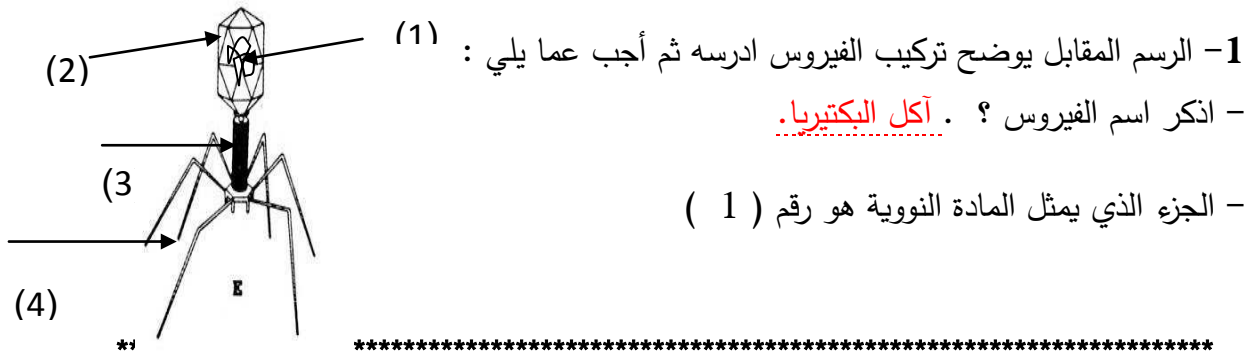 1- الرسم المقابل يوضح تركيب الفيروس ادرسه ثم أجب عما يلي :
- اذكر اسم الفيروس ؟ . آكل البكتيريا.
- الجزء الذي يمثل المادة النووية هو رقم ( 1 )
(1)
(2)
(3
(4)
E
** *********************************************************************